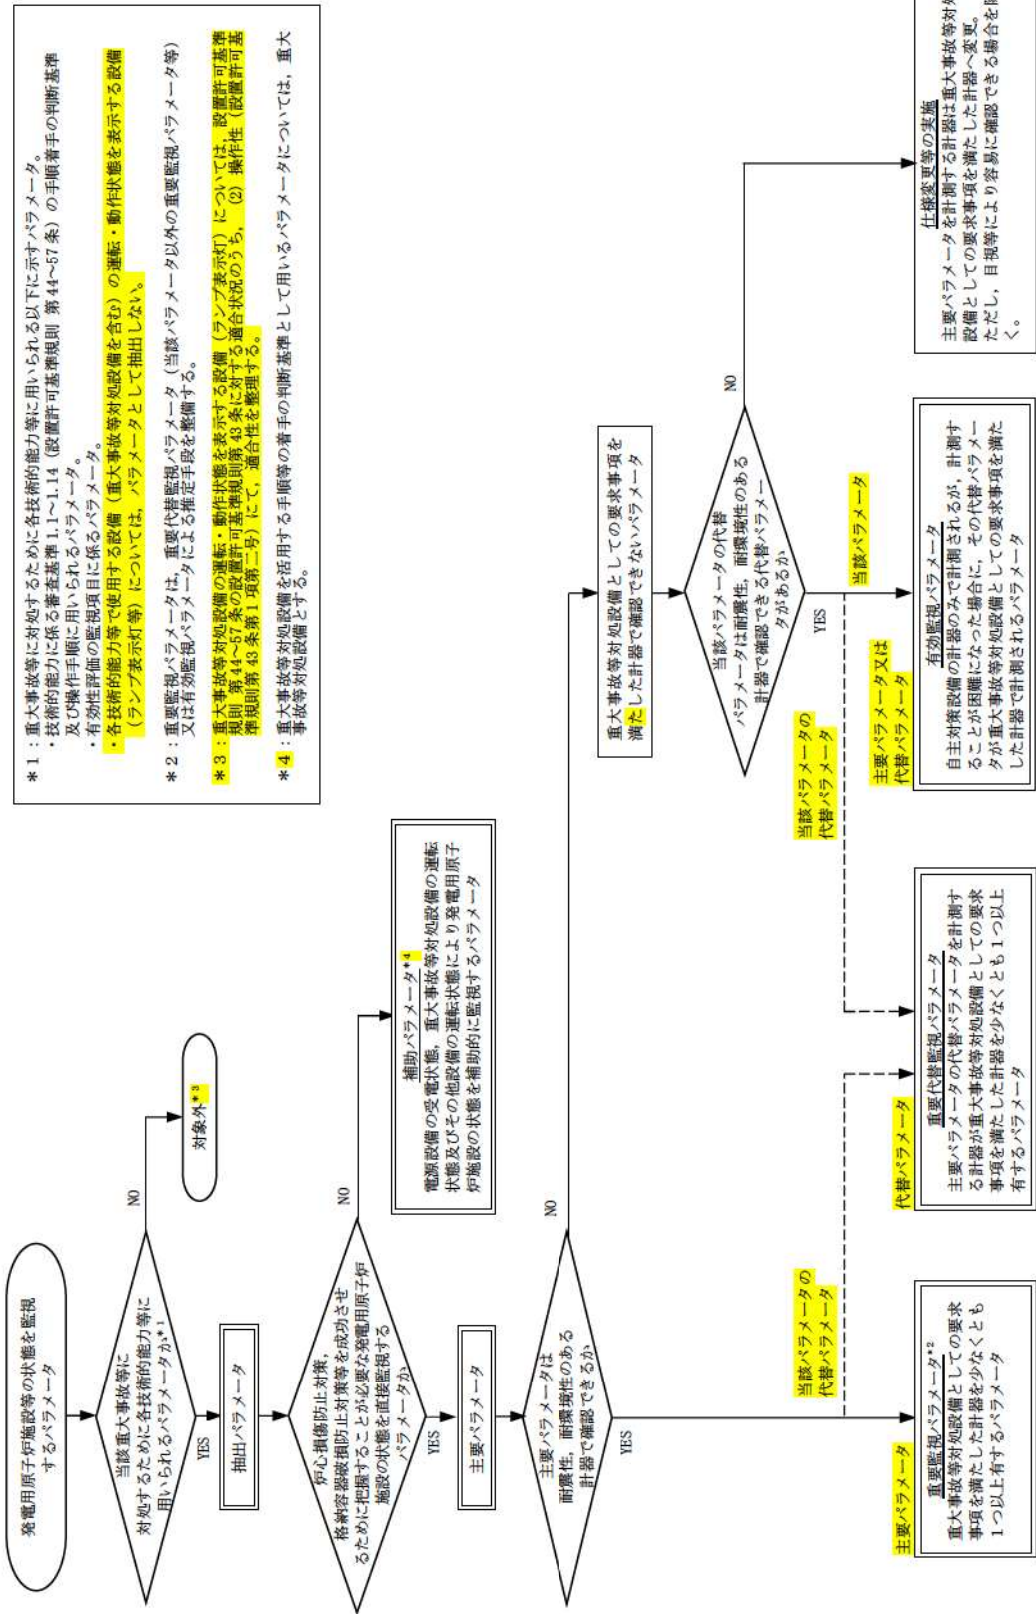 発電用原子炉施設等の状態を監視
するパラメータ
当該重大事故等に
対処するために各技術的能力等に
用いられるパラメータか*1
NO
対象外*3
YES
抽出パラメータ
炉心損傷防止対策，
格納容器破損防止対策等を成功させ
るために把握することが必要な発電用原子炉
施設の状態を直接監視する
パラメータか
NO
補助パラメータ*4
電源設備の受電状態，重大事故等対処設備の運転
状態及びその他設備の運転状態により発電用原子
炉施設の状態を補助的に監視するパラメータ
YES
主要パラメータ
主要パラメータは
耐震性，耐環境性のある
計器で確認できるか
NO
YES
重大事故等対処設備としての要求事項を
満たした計器で確認できないパラメータ
当該パラメータの代替
パラメータは耐震性，耐環境性のある
計器で確認できる代替パラメー
タがあるか
NO
YES
当該パラメータの
代替パラメータ
当該パラメータの
代替パラメータ
当該パラメータ
主要パラメータ
代替パラメータ
主要パラメータ又は
代替パラメータ
重要監視パラメータ*2
重大事故等対処設備としての要求
事項を満たした計器を少なくとも
1つ以上有するパラメータ
重要代替監視パラメータ
主要パラメータの代替パラメータを計測す
る計器が重大事故等対処設備としての要求
事項を満たした計器を少なくとも1つ以上
有するパラメータ
有効監視パラメータ
自主対策設備の計器のみで計測されるが，計測す
ることが困難になった場合に，その代替パラメー
タが重大事故等対処設備としての要求事項を満た
した計器で計測されるパラメータ
仕様変更等の実施
主要パラメータを計測する計器は重大事故等対処
設備としての要求事項を満たした計器へ変更。
ただし，目視等により容易に確認できる場合を除
く。
*1：重大事故等に対処するために各技術的能力等に用いられる以下に示すパラメータ。
・技術的能力に係る審査基準1.1～1.14（設置許可基準規則 第44～57条）の手順着手の判断基準
及び操作手順に用いられるパラメータ。
・有効性評価の監視項目に係るパラメータ。
・各技術的能力等で使用する設備（重大事故等対処設備を含む）の運転・動作状態を表示する設備
（ランプ表示灯等）については，パラメータとして抽出しない。
*2：重要監視パラメータは，重要代替監視パラメータ（当該パラメータ以外の重要監視パラメータ等）
又は有効監視パラメータによる推定手段を整備する。
*3：重大事故等対処設備の運転・動作状態を表示する設備（ランプ表示灯）については，設置許可基準
規則 第44～57条の設置許可基準規則第43条に対する適合状況のうち，（2）操作性（設置許可基
準規則第43条第1項第二号）にて，適合性を整理する。
*4：重大事故等対処設備を活用する手順等の着手の判断基準として用いるパラメータについては，重大
事故等対処設備とする。